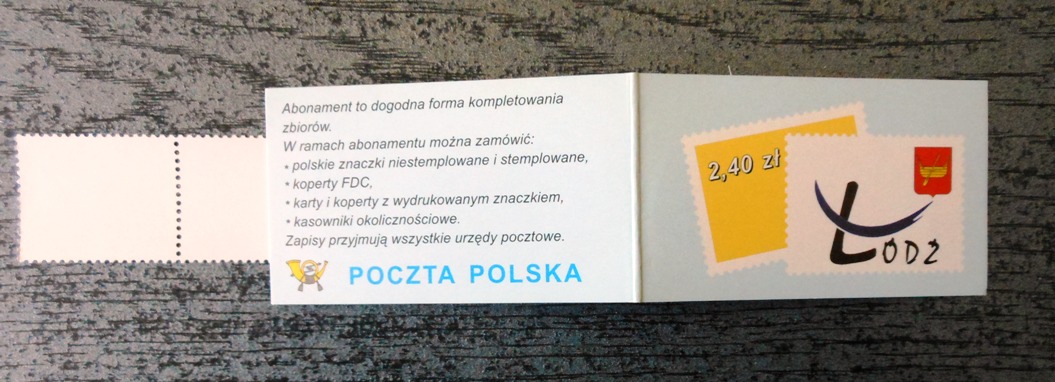 Abonament to dogodna forma kompletowania
zbiorów.
W ramach abonamentu można zamówić:
* polskie znaczki niestemplowane i stemplowane,
* koperty FDC,
* karty i koperty z wydrukowanym znaczkiem,
* kasowniki okolicznościowe.
Zapisy przyjmują wszystkie urzędy pocztowe.
POCZTA POLSKA
2,40 zł
ŁÓDŹ